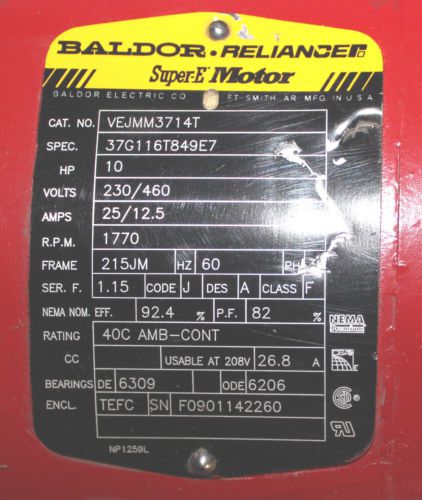 BALDOR • RELIANCER
Super-E Motor
BALDOR ELECTRIC CO FT. SMITH AR. MFG. IN U.S.A.
CAT. NO. VEJMM3714T
SPEC. 37G116T849E7
HP 10
VOLTS 230/460
AMPS 25/12.5
R.P.M. 1770
FRAME 215JM HZ 60 PH 3
SER. F. 1.15 CODE J DES A CLASS F
NEMA NOM. EFF. 92.4 % P.F. 82 %
RATING 40C AMB-CONT
NEMA
Premium
CC USABLE AT 208V 26.8 A
E
BEARINGS DE 6309 ODE 6206
ENCL. TEFC SN F0901142260
NP1259L